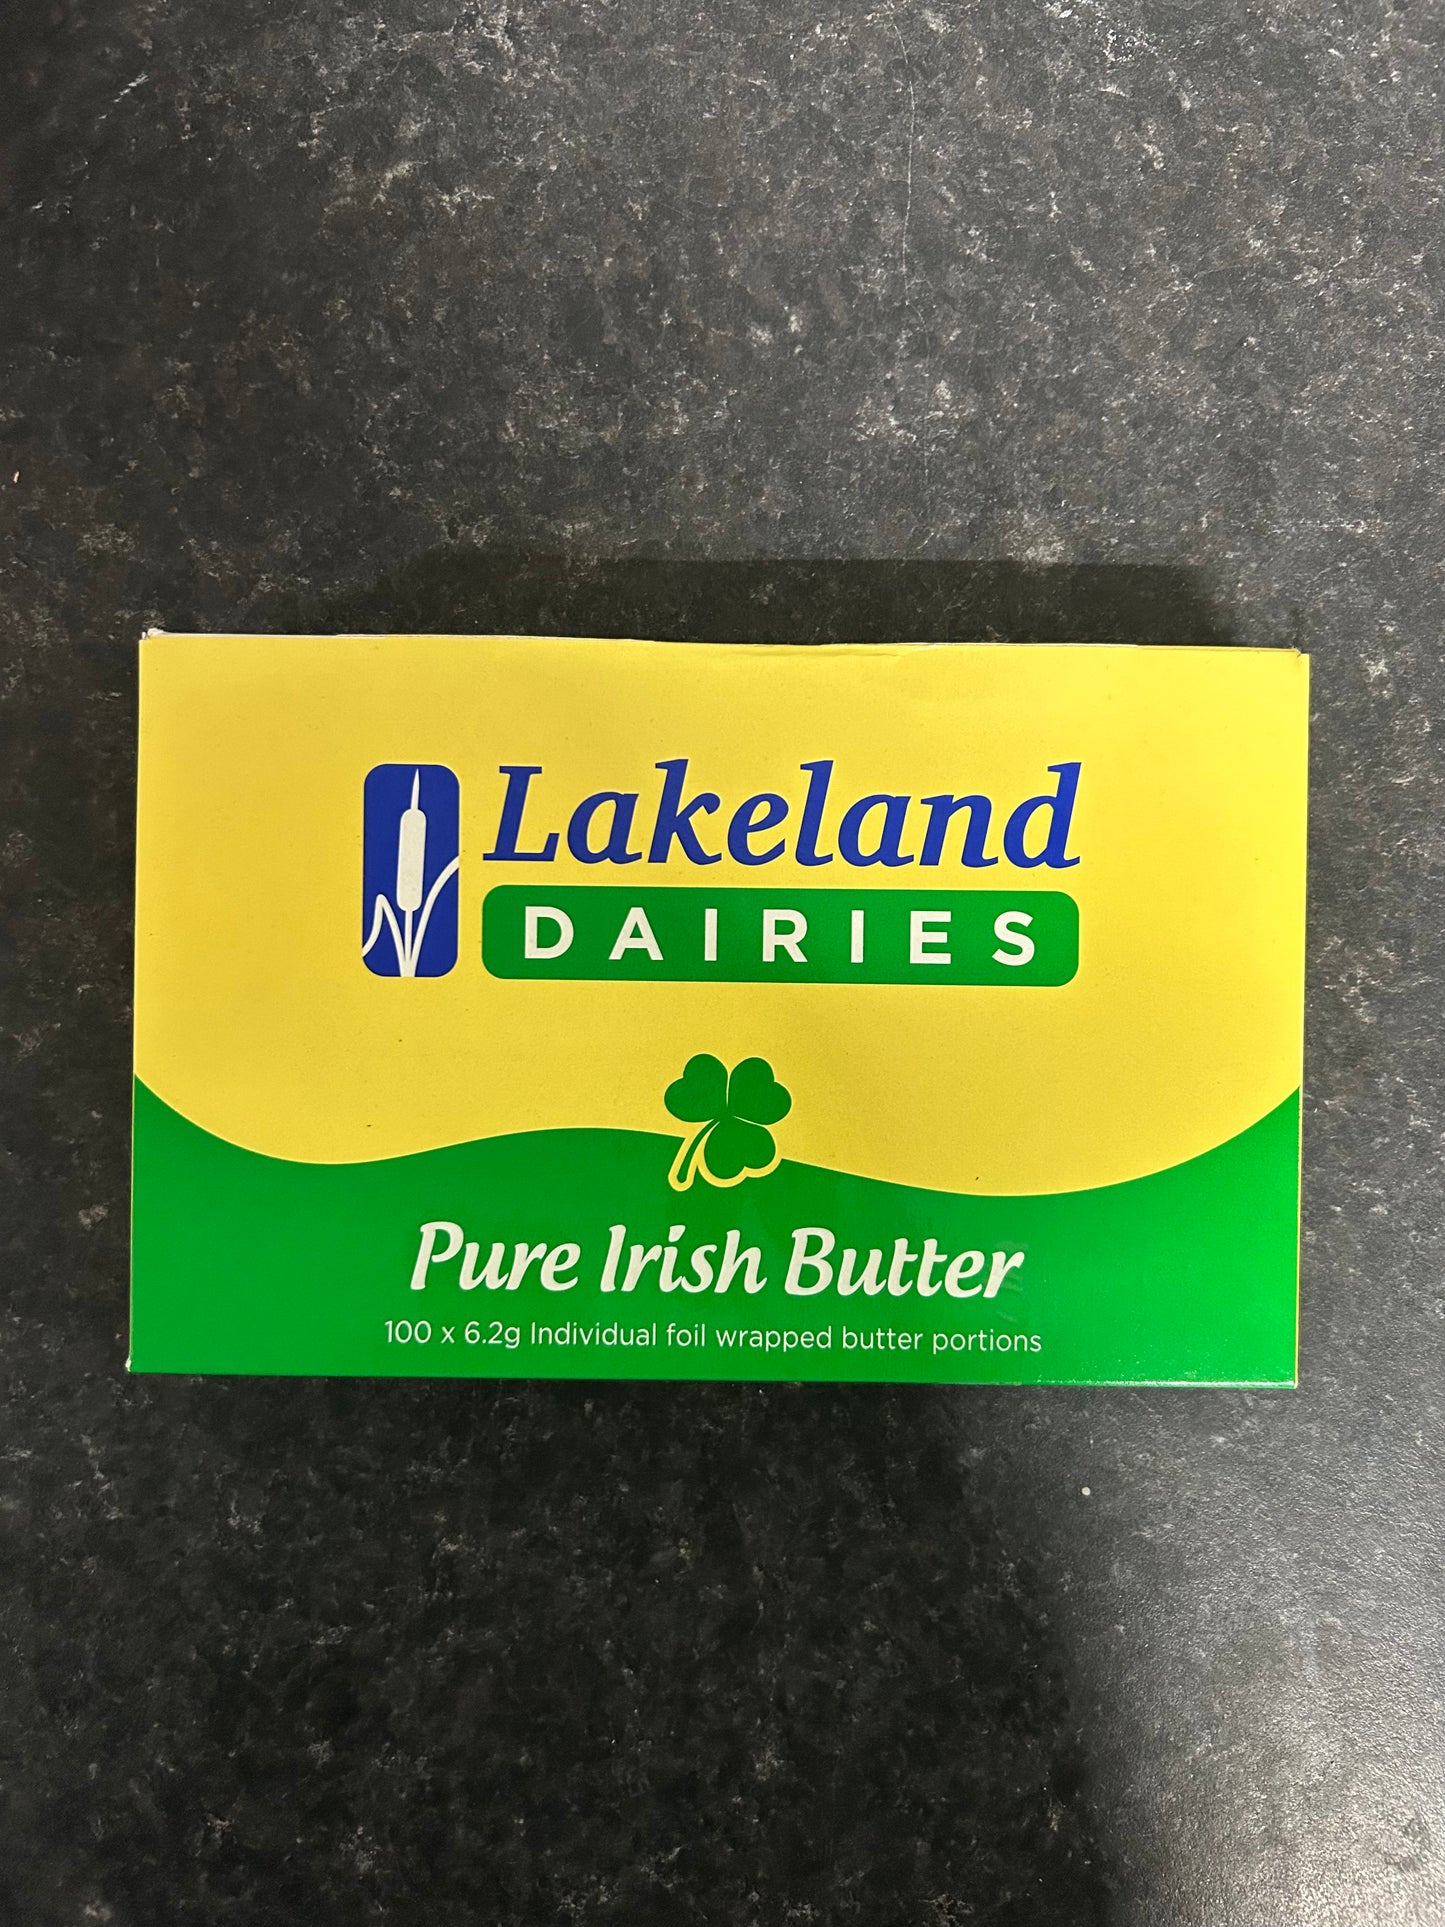 Lakeland
DAIRIES
Pure Irish Butter
100 x 6.2g Individual foil wrapped butter portions